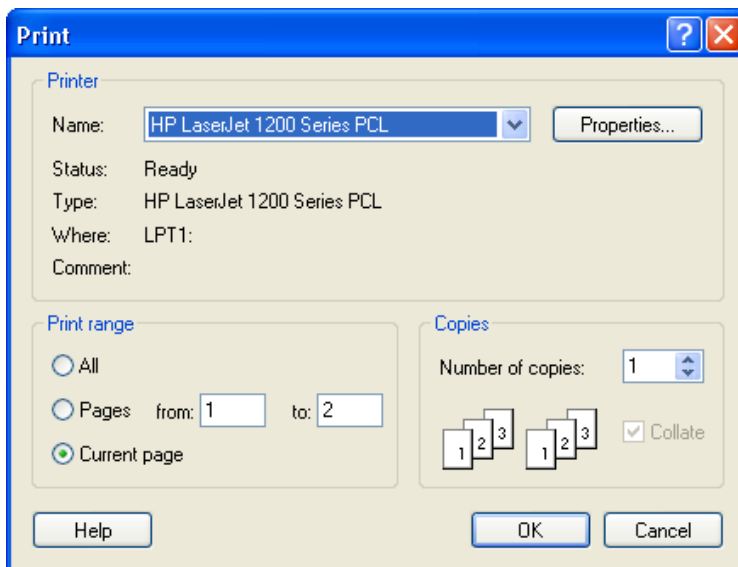 Print
Printer
Name: HP LaserJet 1200 Series PCL Properties...
Status: Ready
Type: HP LaserJet 1200 Series PCL
Where: LPT1:
Comment:
Print range
All
Pages from: 1 to: 2
Current page
Copies
Number of copies: 1
1 2 3 1 2 3 Collate
Help OK Cancel